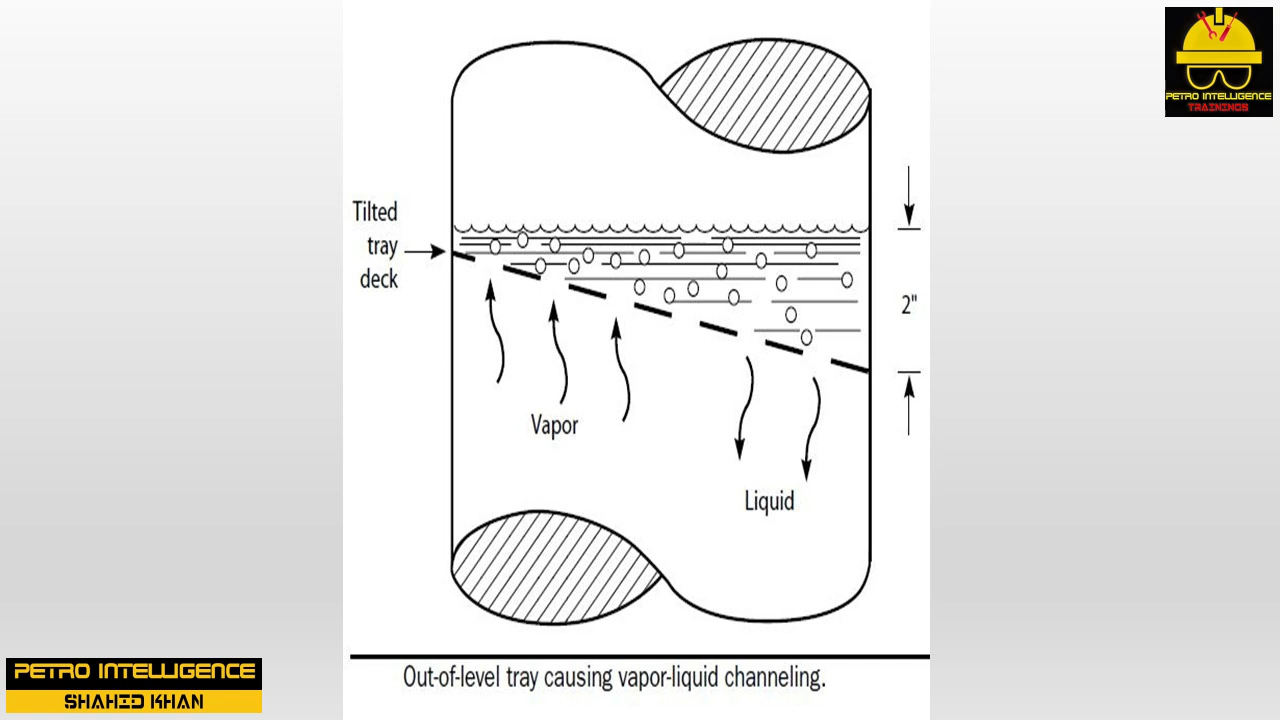 PETRO INTELLIGENCE
TRAININGS
Tilted
tray
deck
2"
Vapor
Liquid
Out-of-level tray causing vapor-liquid channeling.
PETRO INTELLIGENCE
SHAHID KHAN